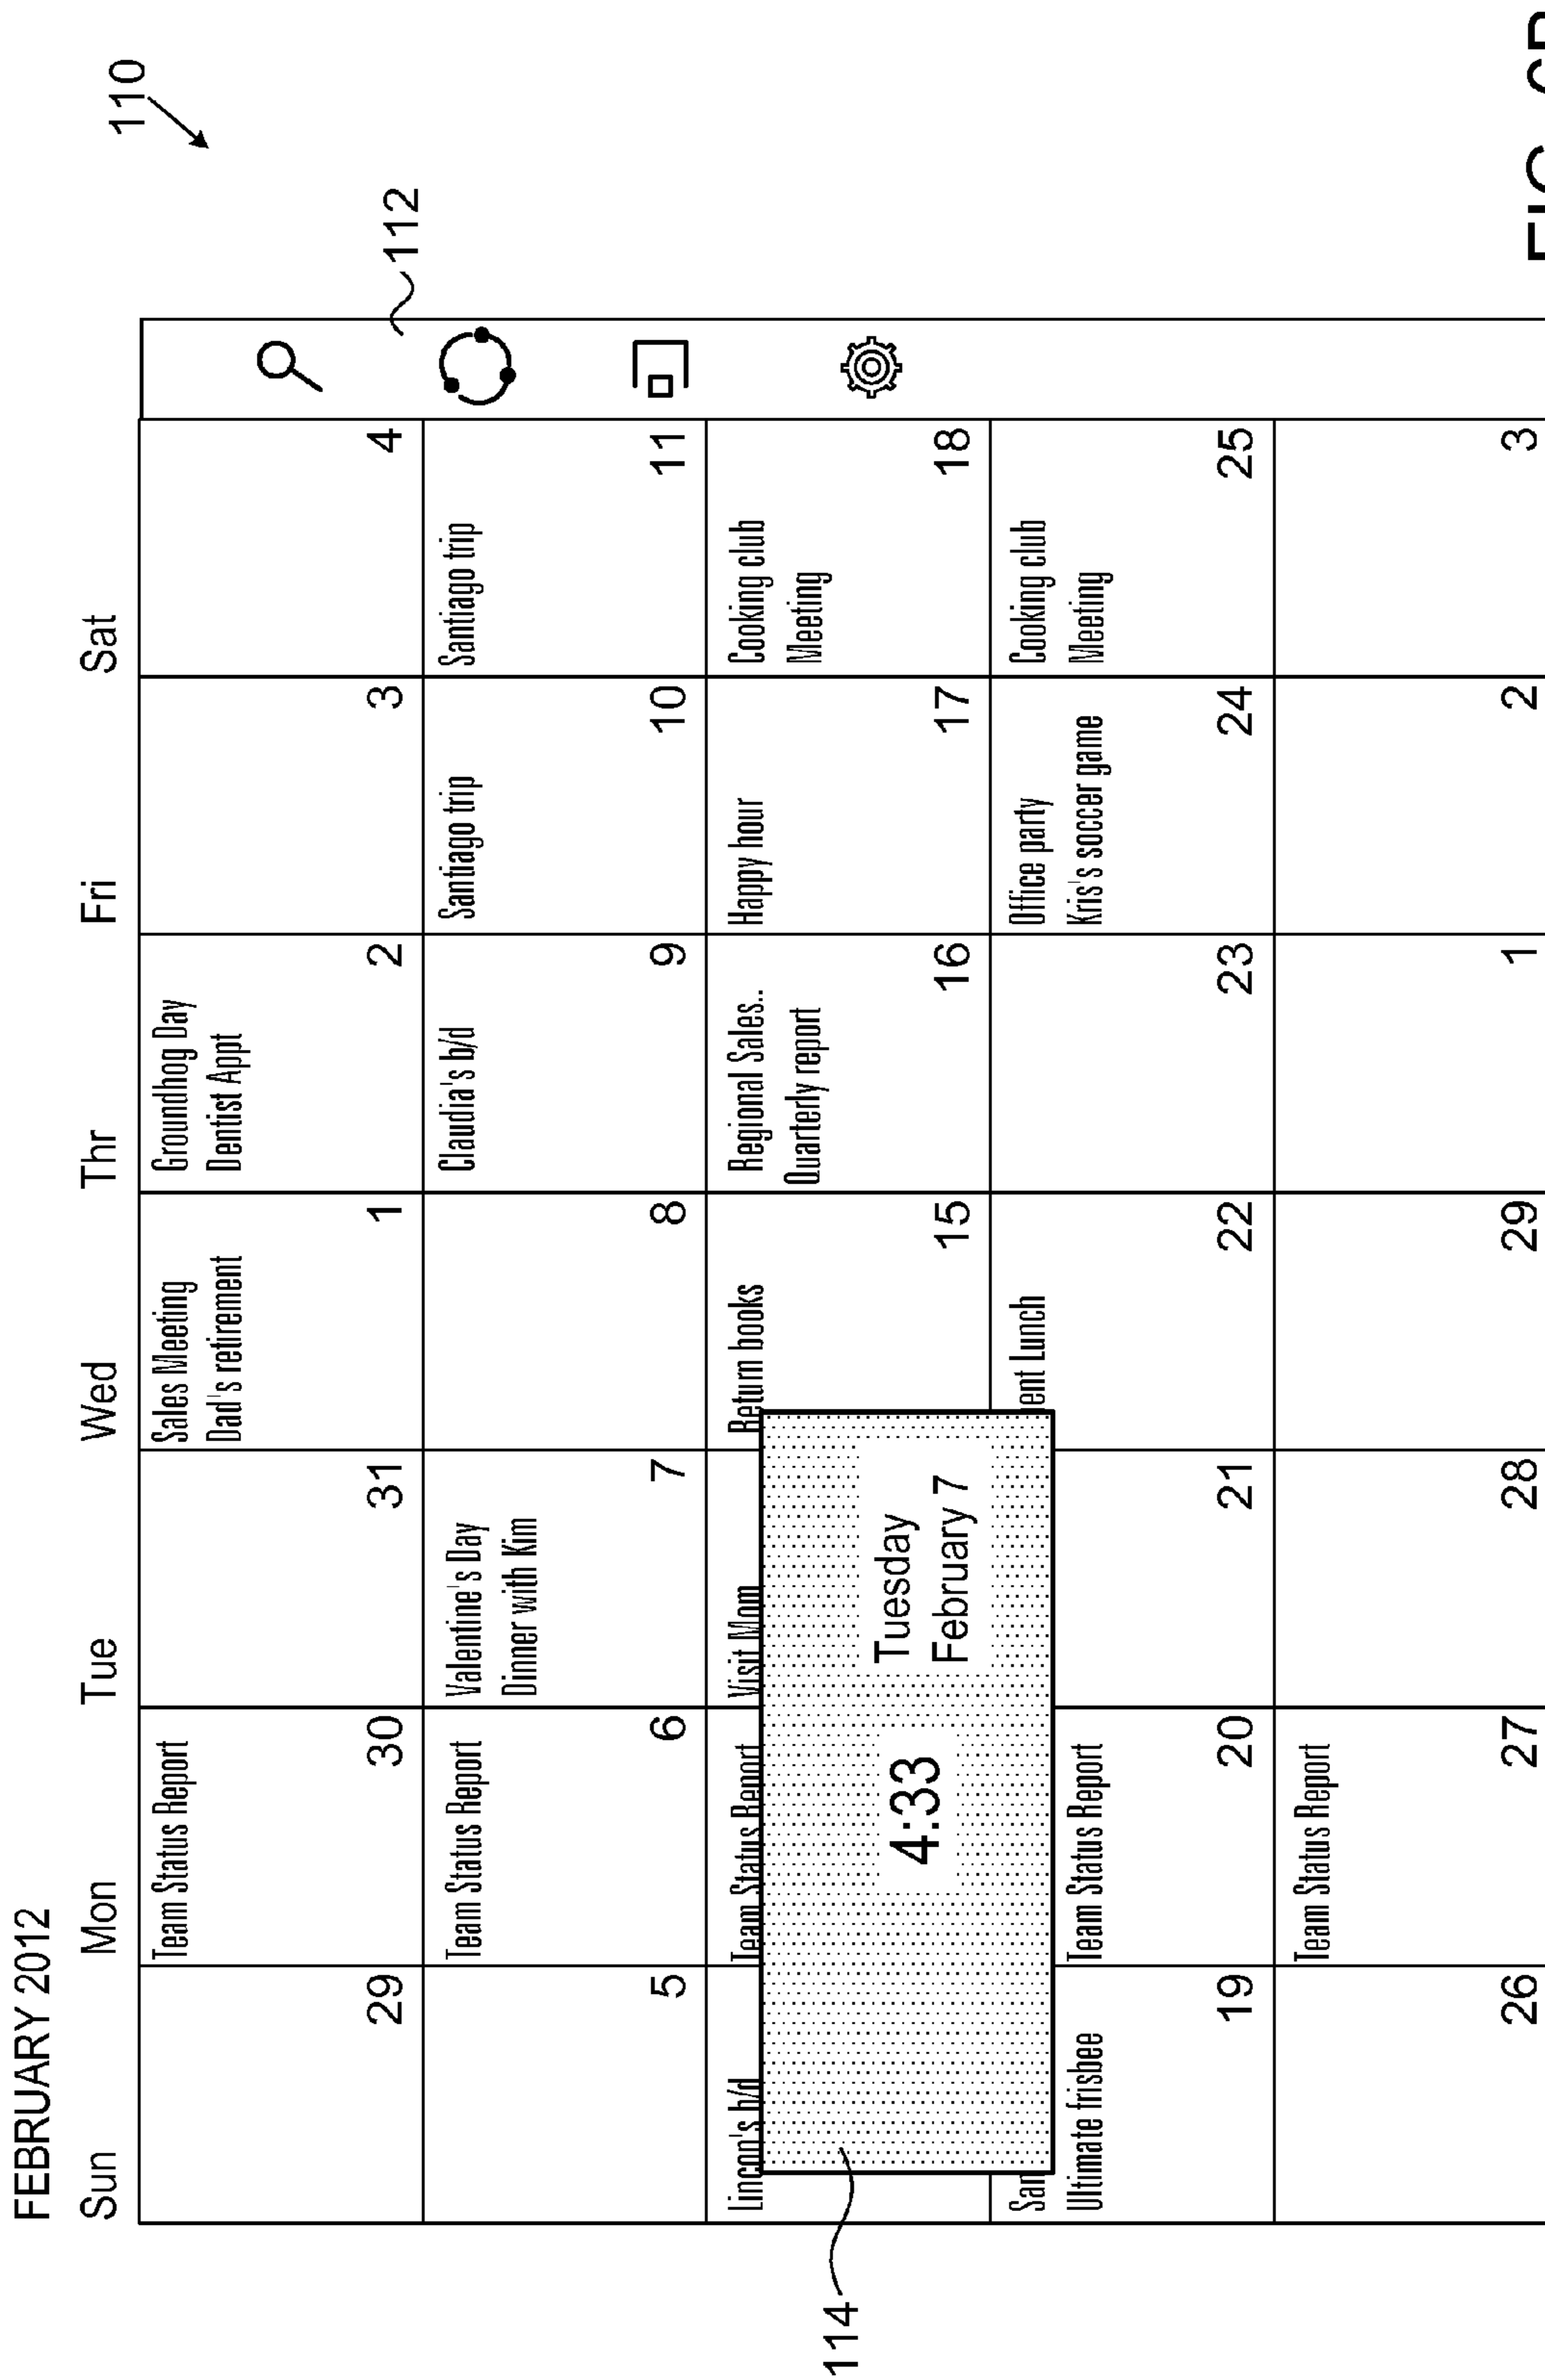 110
FEBRUARY 2012
Sun Mon Tue Wed Thr Fri Sat
112
Team Status Report
Sales Meeting
Dad's retirement
Groundhog Day
Dentist Appt
29 30 31 1 2 3 4
Team Status Report
Valentine's Day
Dinner with Kim
Claudia's b/d
Santiago trip
Santiago trip
5 6 7 8 9 10 11
Lincon's b/d
Team Status Report
Visit Mom
Return books
Regional Sales..
Quarterly report
Happy hour
Cooking club
Meeting
15 16 17 18
114
4:33
Tuesday
February 7
Ultimate frisbee
Team Status Report
Lunch
Office party
Kris's soccer game
Cooking club
Meeting
19 20 21 22 23 24 25
Team Status Report
26 27 28 29 1 2 3